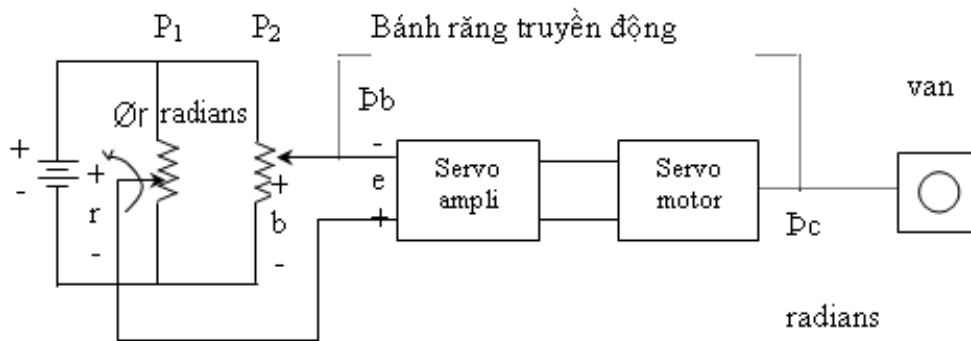 P1 P2 Bánh răng truyền động
van
Þb
Ør radians
+ - + - r - + b - e +
Servo ampli
Servo motor
Þc
radians